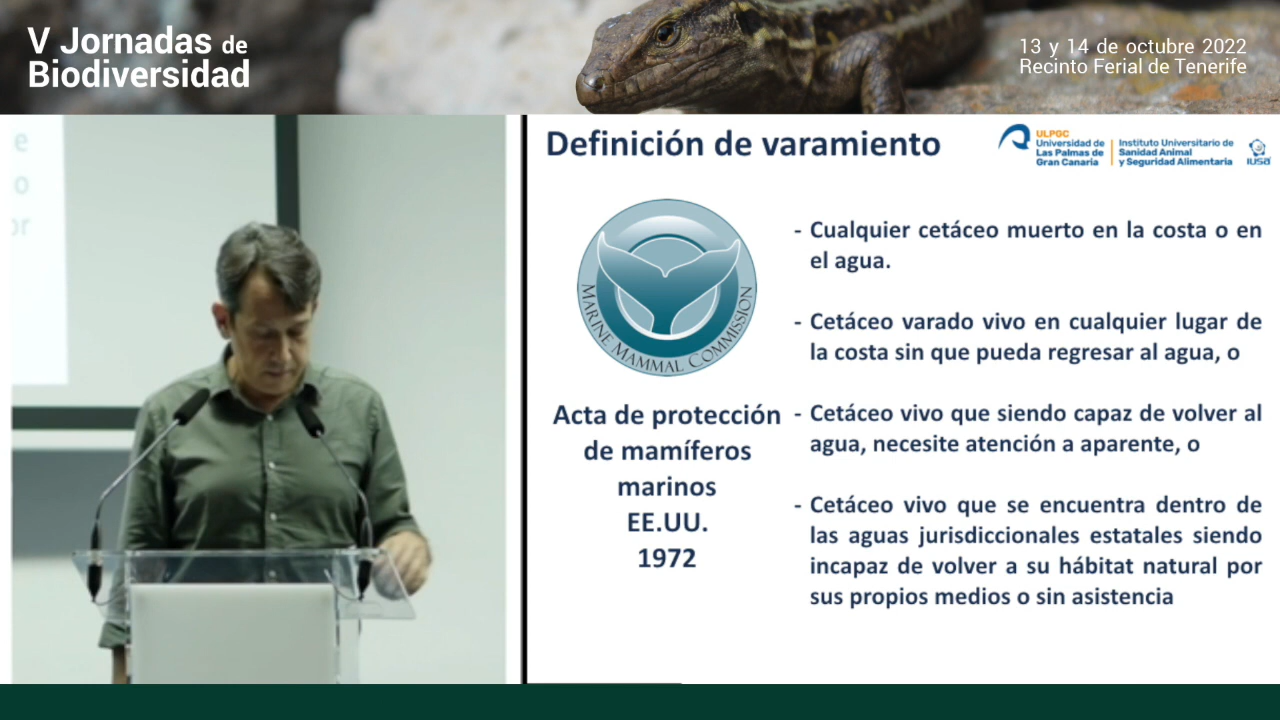 V Jornadas de
Biodiversidad
13 y 14 de octubre 2022
Recinto Ferial de Tenerife
e
o
or
Definición de varamiento
ULPGC
Universidad de
Las Palmas de
Gran Canaria
Instituto Universitario de
Sanidad Animal
y Seguridad Alimentaria
IUSA
MARINE MAMMAL COMMISSION
Acta de protección
de mamíferos
marinos
EE.UU.
1972
- Cualquier cetáceo muerto en la costa o en
el agua.
- Cetáceo varado vivo en cualquier lugar de
la costa sin que pueda regresar al agua, o
- Cetáceo vivo que siendo capaz de volver al
agua, necesite atención a aparente, o
- Cetáceo vivo que se encuentra dentro de
las aguas jurisdiccionales estatales siendo
incapaz de volver a su hábitat natural por
sus propios medios o sin asistencia